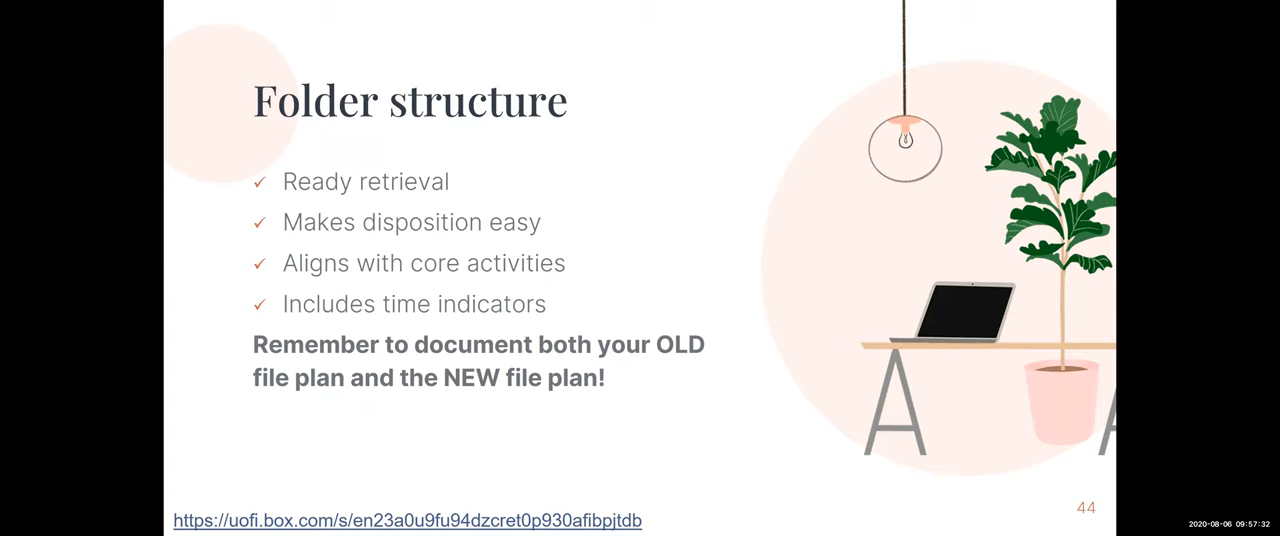 Folder structure
✓ Ready retrieval
✓ Makes disposition easy
✓ Aligns with core activities
✓ Includes time indicators
Remember to document both your OLD
file plan and the NEW file plan!
https://uofi.box.com/s/en23a0u9fu94dzcret0p930afibpjtdb
44
2020-08-06 09:57:32